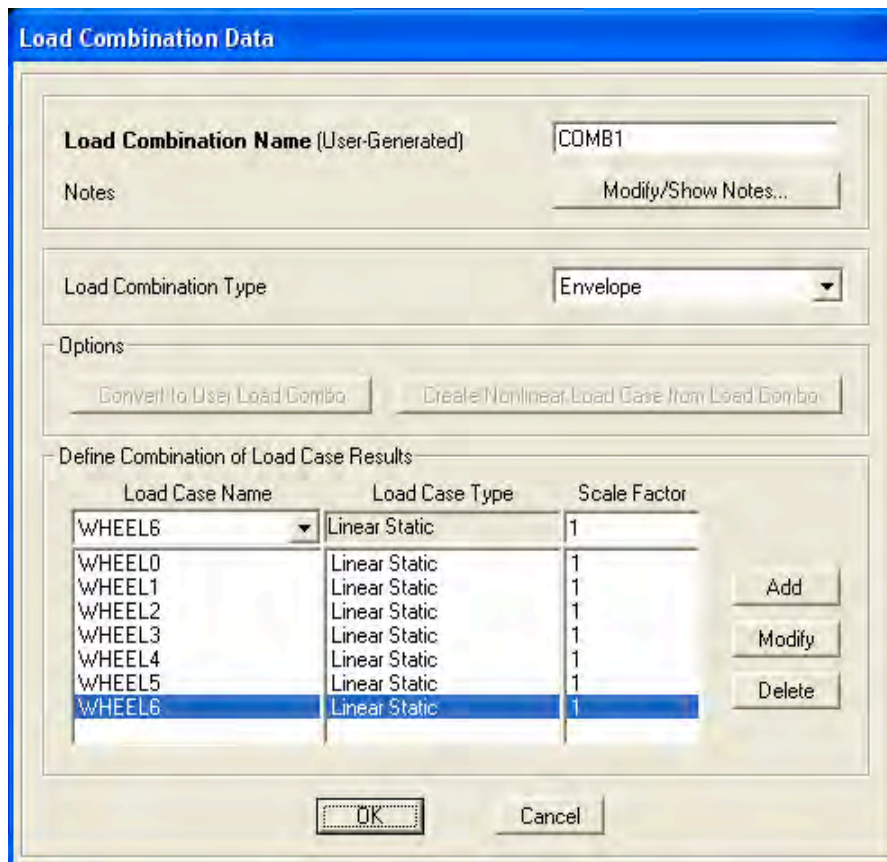 Load Combination Data
Load Combination Name (User-Generated) COMB1
Notes Modify/Show Notes...
Load Combination Type Envelope
Options
Convert to User Load Combo Create Nonlinear Load Case from Load Combo
Define Combination of Load Case Results
Load Case Name Load Case Type Scale Factor
WHEEL6 Linear Static 1
WHEEL0 Linear Static 1
WHEEL1 Linear Static 1
WHEEL2 Linear Static 1
WHEEL3 Linear Static 1
WHEEL4 Linear Static 1
WHEEL5 Linear Static 1
WHEEL6 Linear Static 1
Add
Modify
Delete
OK Cancel